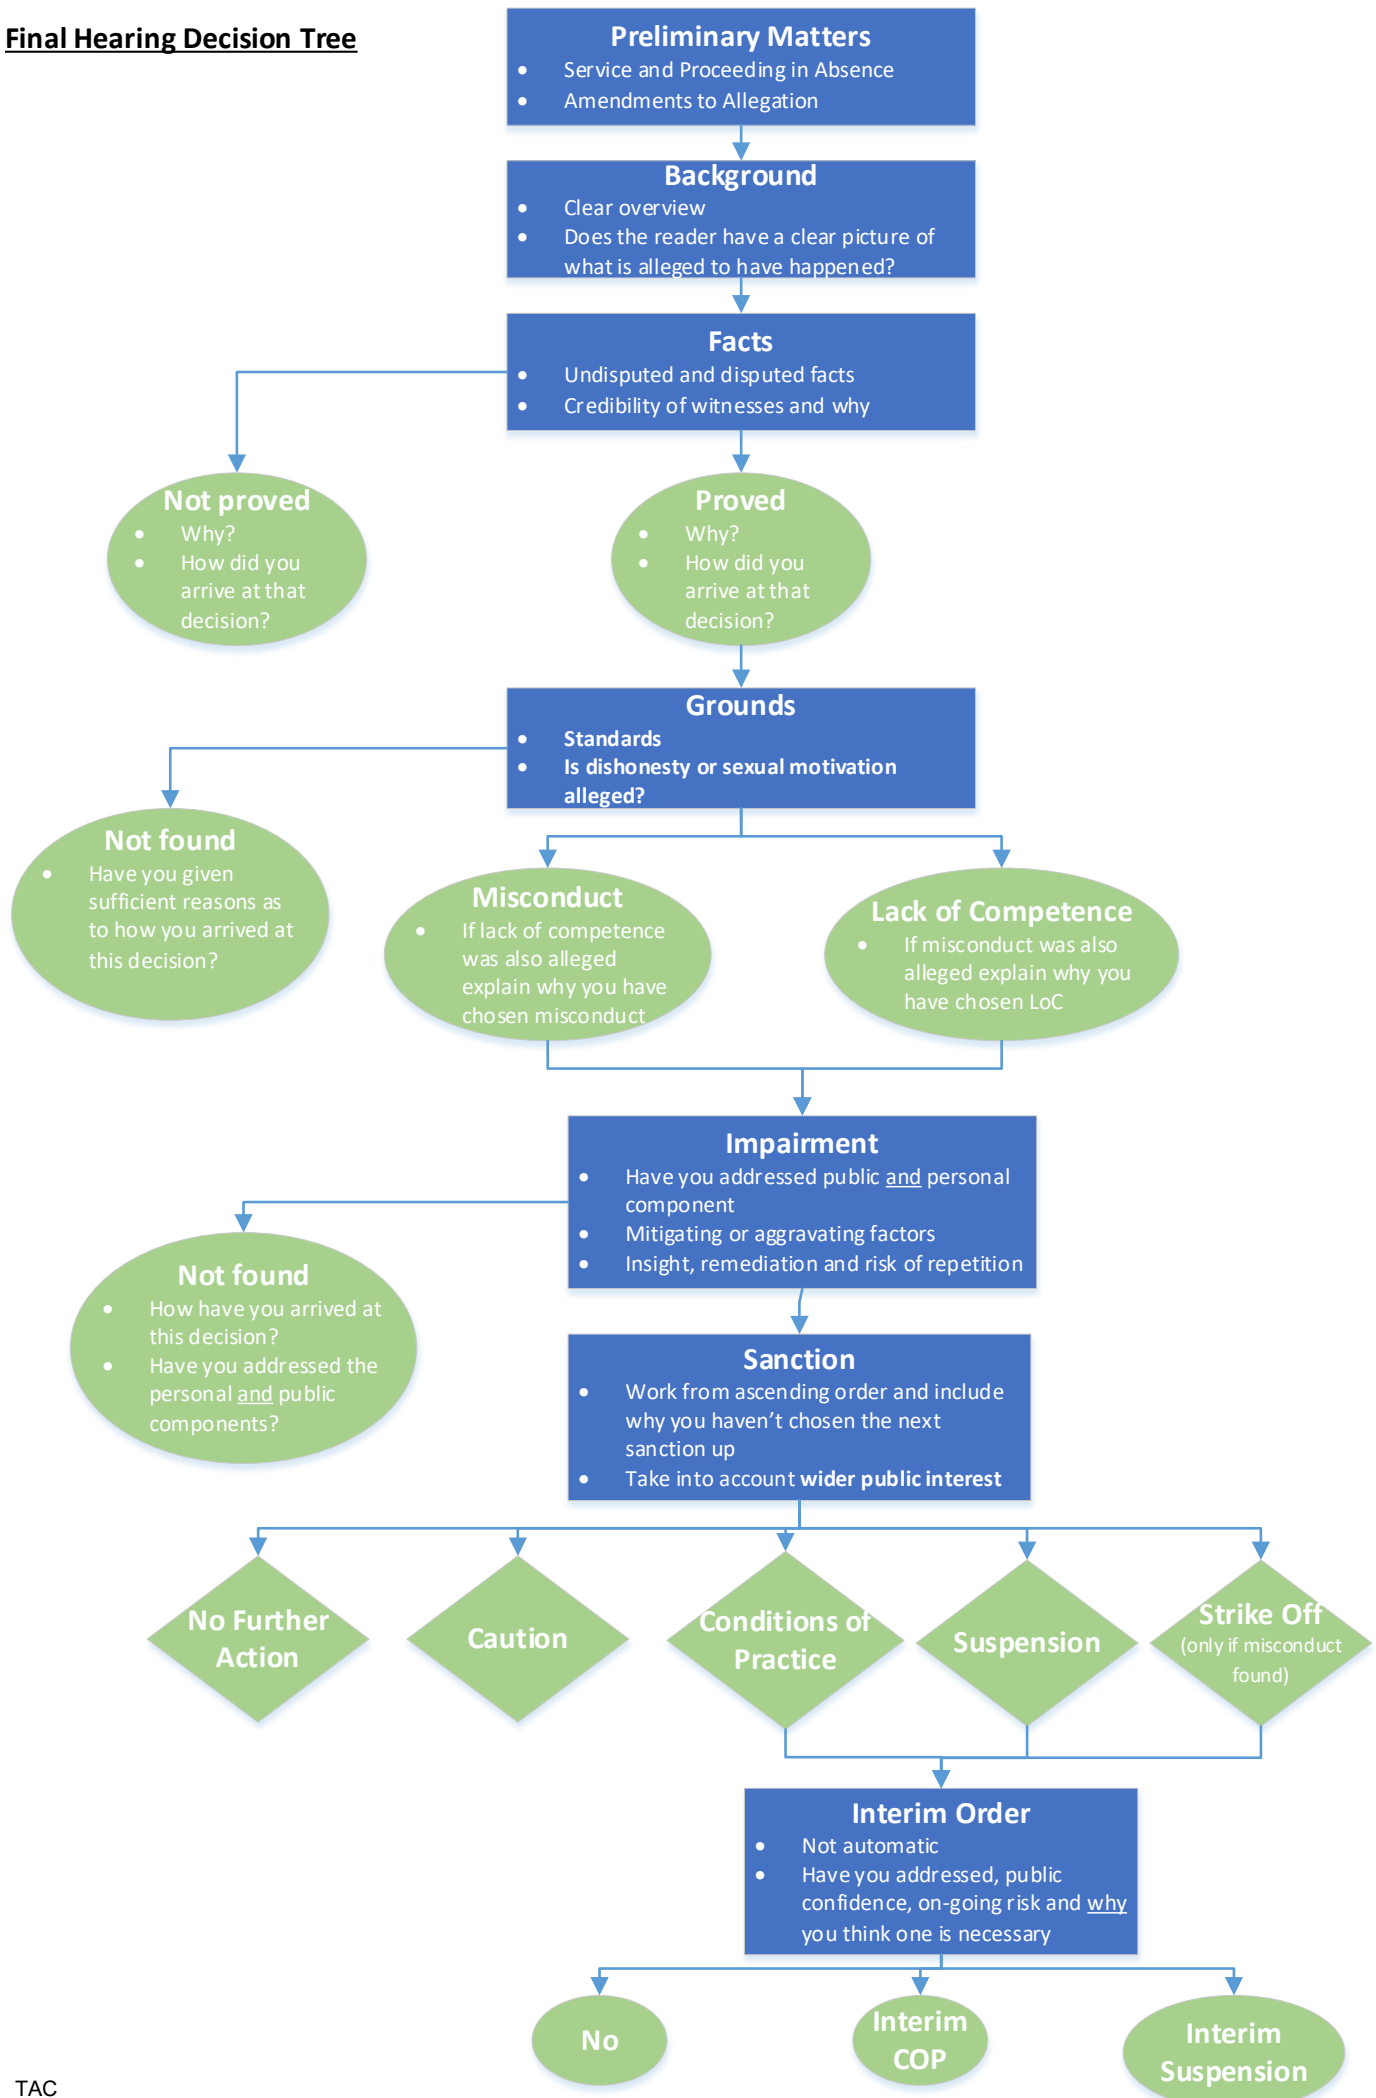 Final Hearing Decision Tree
Preliminary Matters
• Service and Proceeding in Absence
• Amendments to Allegation
Background
• Clear overview
• Does the reader have a clear picture of
what is alleged to have happened?
Facts
• Undisputed and disputed facts
• Credibility of witnesses and why
Not proved
• Why?
• How did you
arrive at that
decision?
Proved
• Why?
• How did you
arrive at that
decision?
Grounds
• Standards
• Is dishonesty or sexual motivation
alleged?
Not found
• Have you given
sufficient reasons as
to how you arrived at
this decision?
Misconduct
• If lack of competence
was also alleged
explain why you have
chosen misconduct
Lack of Competence
• If misconduct was also
alleged explain why you
have chosen LoC
Impairment
• Have you addressed public and personal
component
• Mitigating or aggravating factors
• Insight, remediation and risk of repetition
Not found
• How have you arrived at
this decision?
• Have you addressed the
personal and public
components?
Sanction
• Work from ascending order and include
why you haven’t chosen the next
sanction up
• Take into account wider public interest
No Further
Action
Caution
Conditions of
Practice
Suspension
Strike Off
(only if misconduct
found)
Interim Order
• Not automatic
• Have you addressed, public
confidence, on-going risk and why
you think one is necessary
No
Interim
COP
Interim
Suspension
TAC